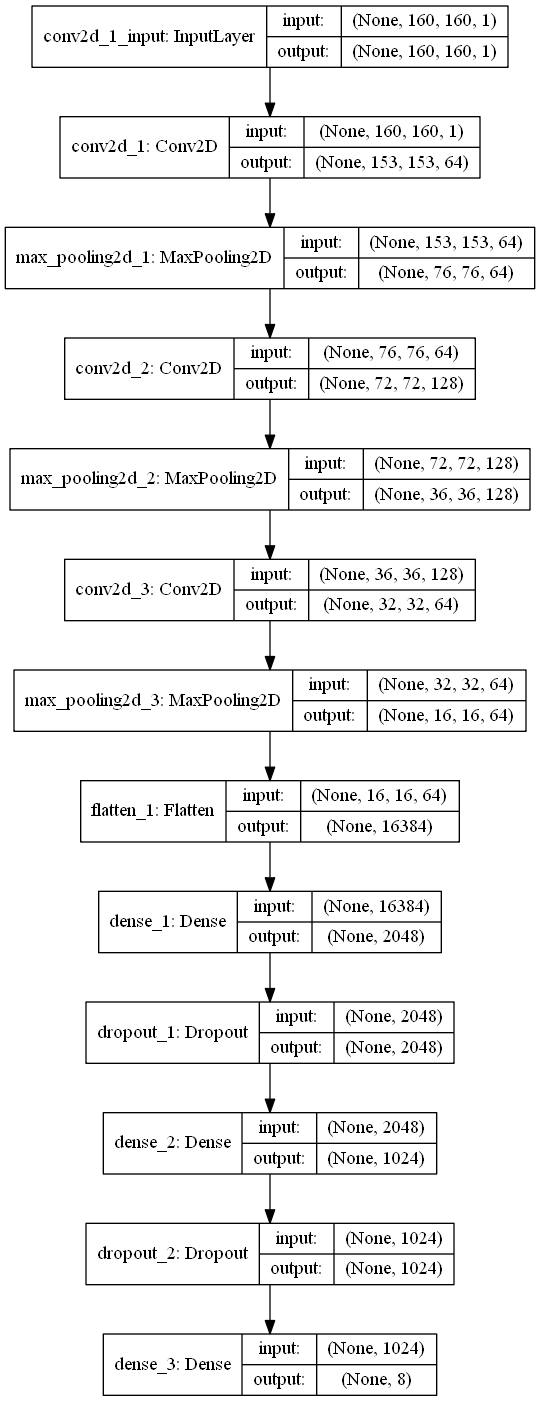 conv2d_1_input: InputLayer
input: (None, 160, 160, 1)
output: (None, 160, 160, 1)
conv2d_1: Conv2D
input: (None, 160, 160, 1)
output: (None, 153, 153, 64)
max_pooling2d_1: MaxPooling2D
input: (None, 153, 153, 64)
output: (None, 76, 76, 64)
conv2d_2: Conv2D
input: (None, 76, 76, 64)
output: (None, 72, 72, 128)
max_pooling2d_2: MaxPooling2D
input: (None, 72, 72, 128)
output: (None, 36, 36, 128)
conv2d_3: Conv2D
input: (None, 36, 36, 128)
output: (None, 32, 32, 64)
max_pooling2d_3: MaxPooling2D
input: (None, 32, 32, 64)
output: (None, 16, 16, 64)
flatten_1: Flatten
input: (None, 16, 16, 64)
output: (None, 16384)
dense_1: Dense
input: (None, 16384)
output: (None, 2048)
dropout_1: Dropout
input: (None, 2048)
output: (None, 2048)
dense_2: Dense
input: (None, 2048)
output: (None, 1024)
dropout_2: Dropout
input: (None, 1024)
output: (None, 1024)
dense_3: Dense
input: (None, 1024)
output: (None, 8)